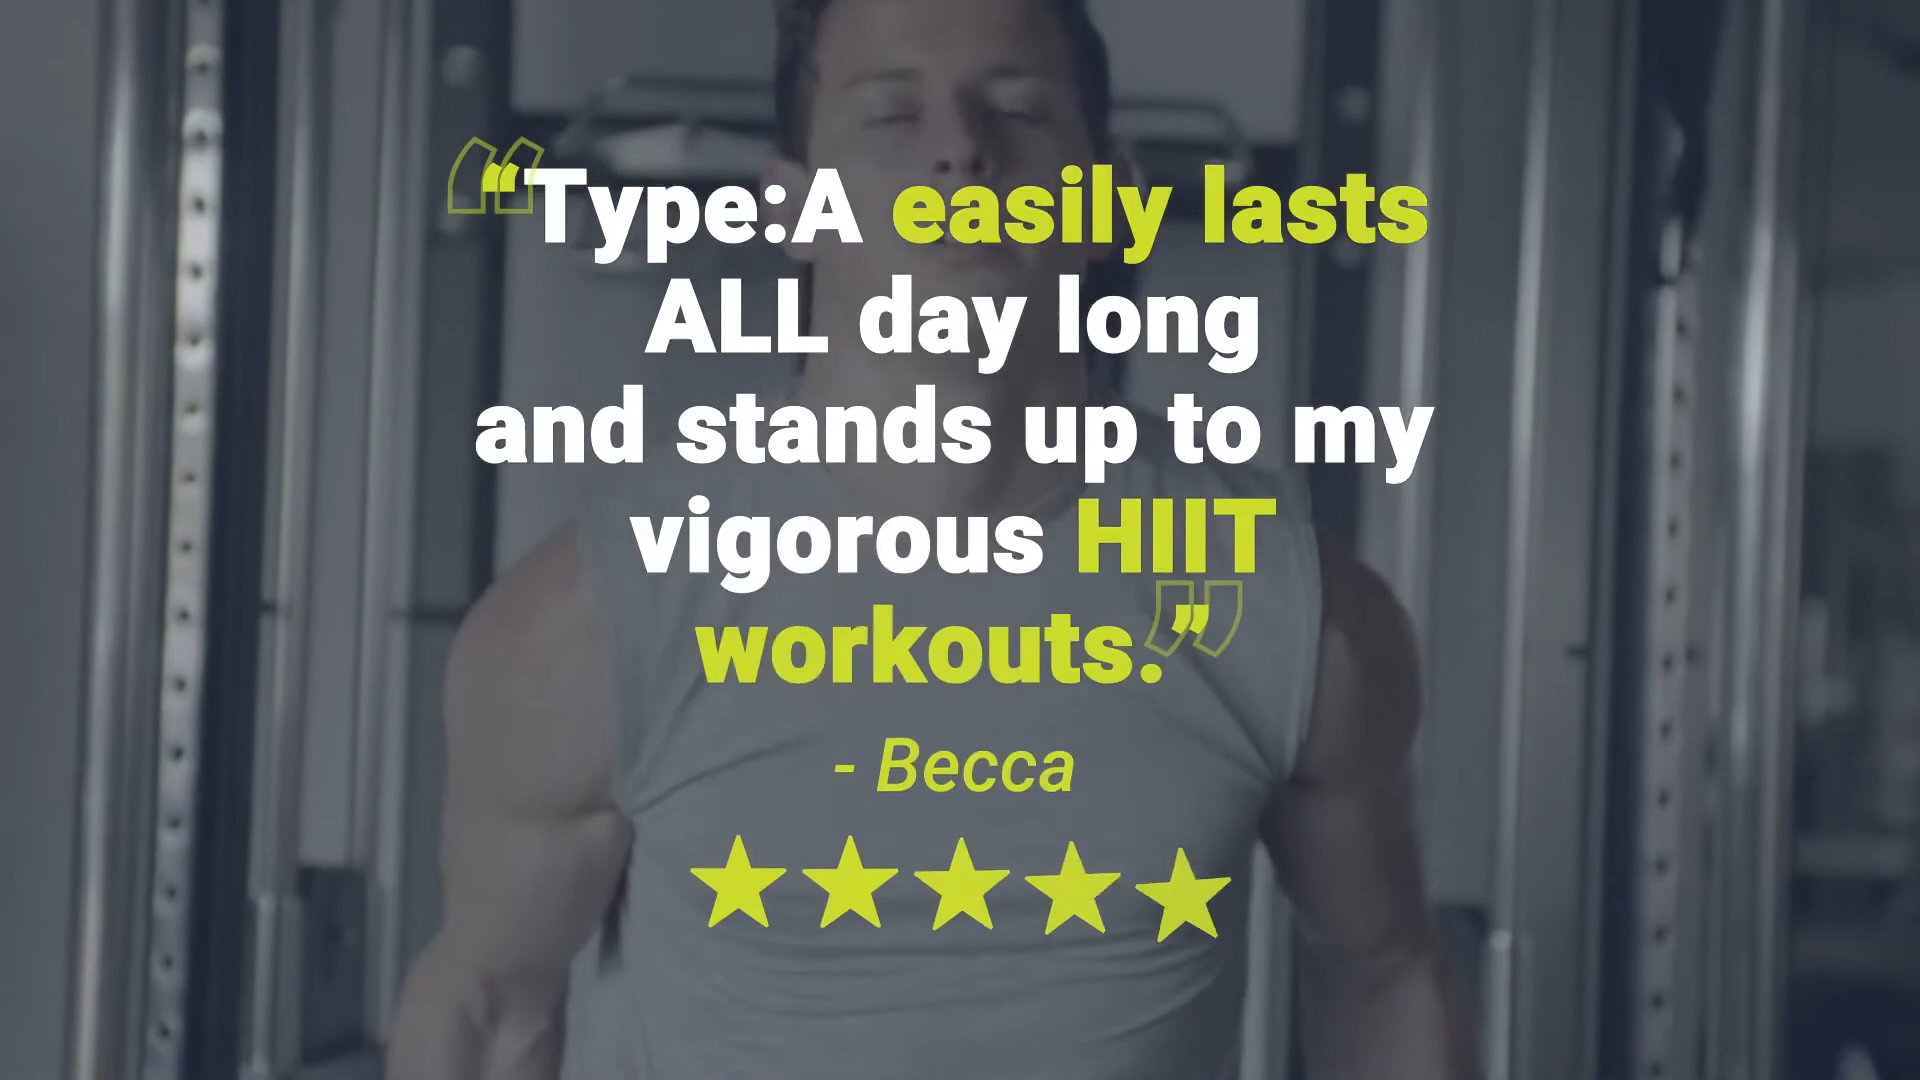 “Type:A easily lasts
ALL day long
and stands up to my
vigorous HIIT
workouts.”
- Becca